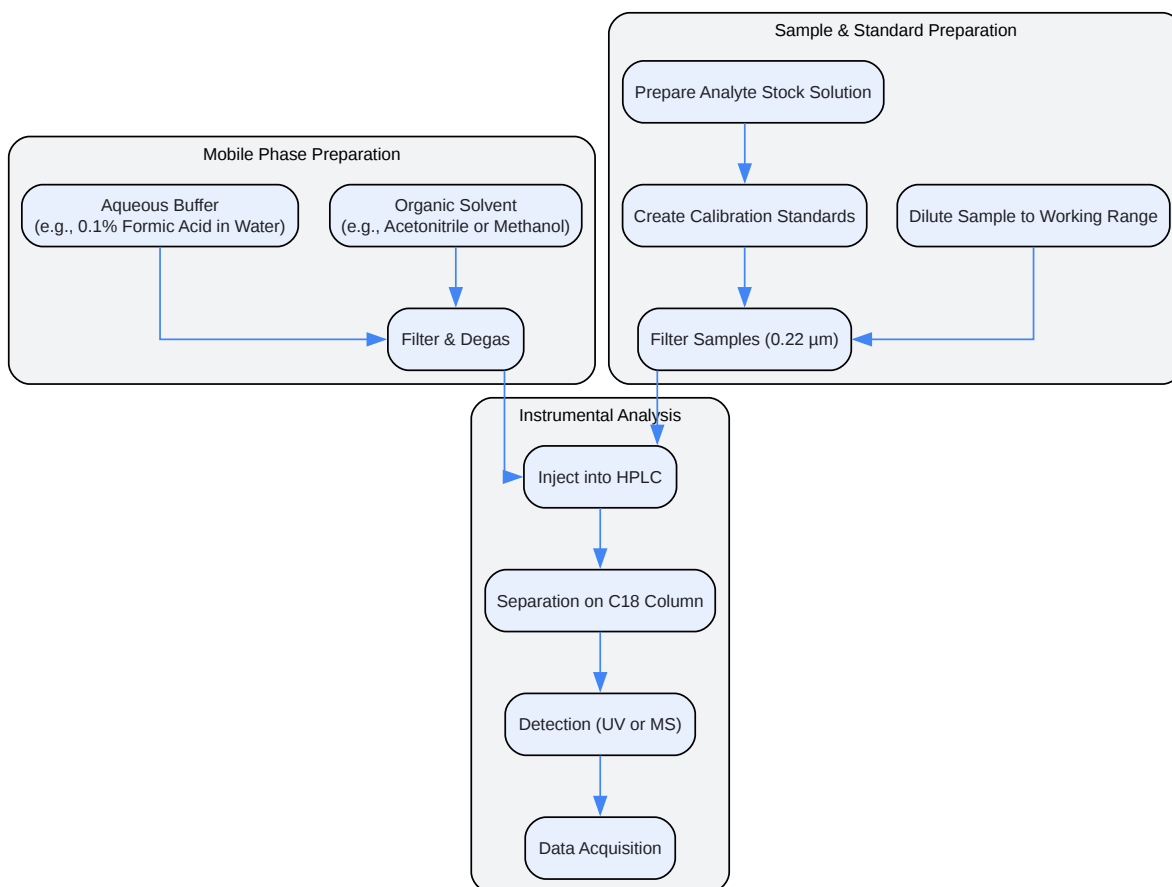 Sample & Standard Preparation
Prepare Analyte Stock Solution
Mobile Phase Preparation
Aqueous Buffer
(e.g., 0.1% Formic Acid in Water)
Organic Solvent
(e.g., Acetonitrile or Methanol)
Create Calibration Standards
Dilute Sample to Working Range
Filter & Degas
Filter Samples (0.22 µm)
Instrumental Analysis
Inject into HPLC
Separation on C18 Column
Detection (UV or MS)
Data Acquisition